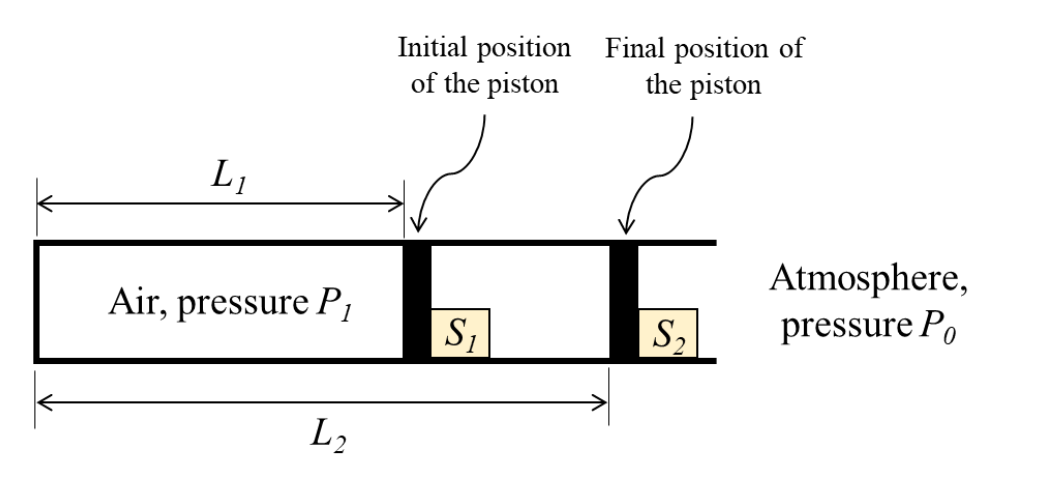 Initial position
of the piston
Final position of
the piston
L1
Air, pressure P1
S1
S2
Atmosphere,
pressure P0
L2